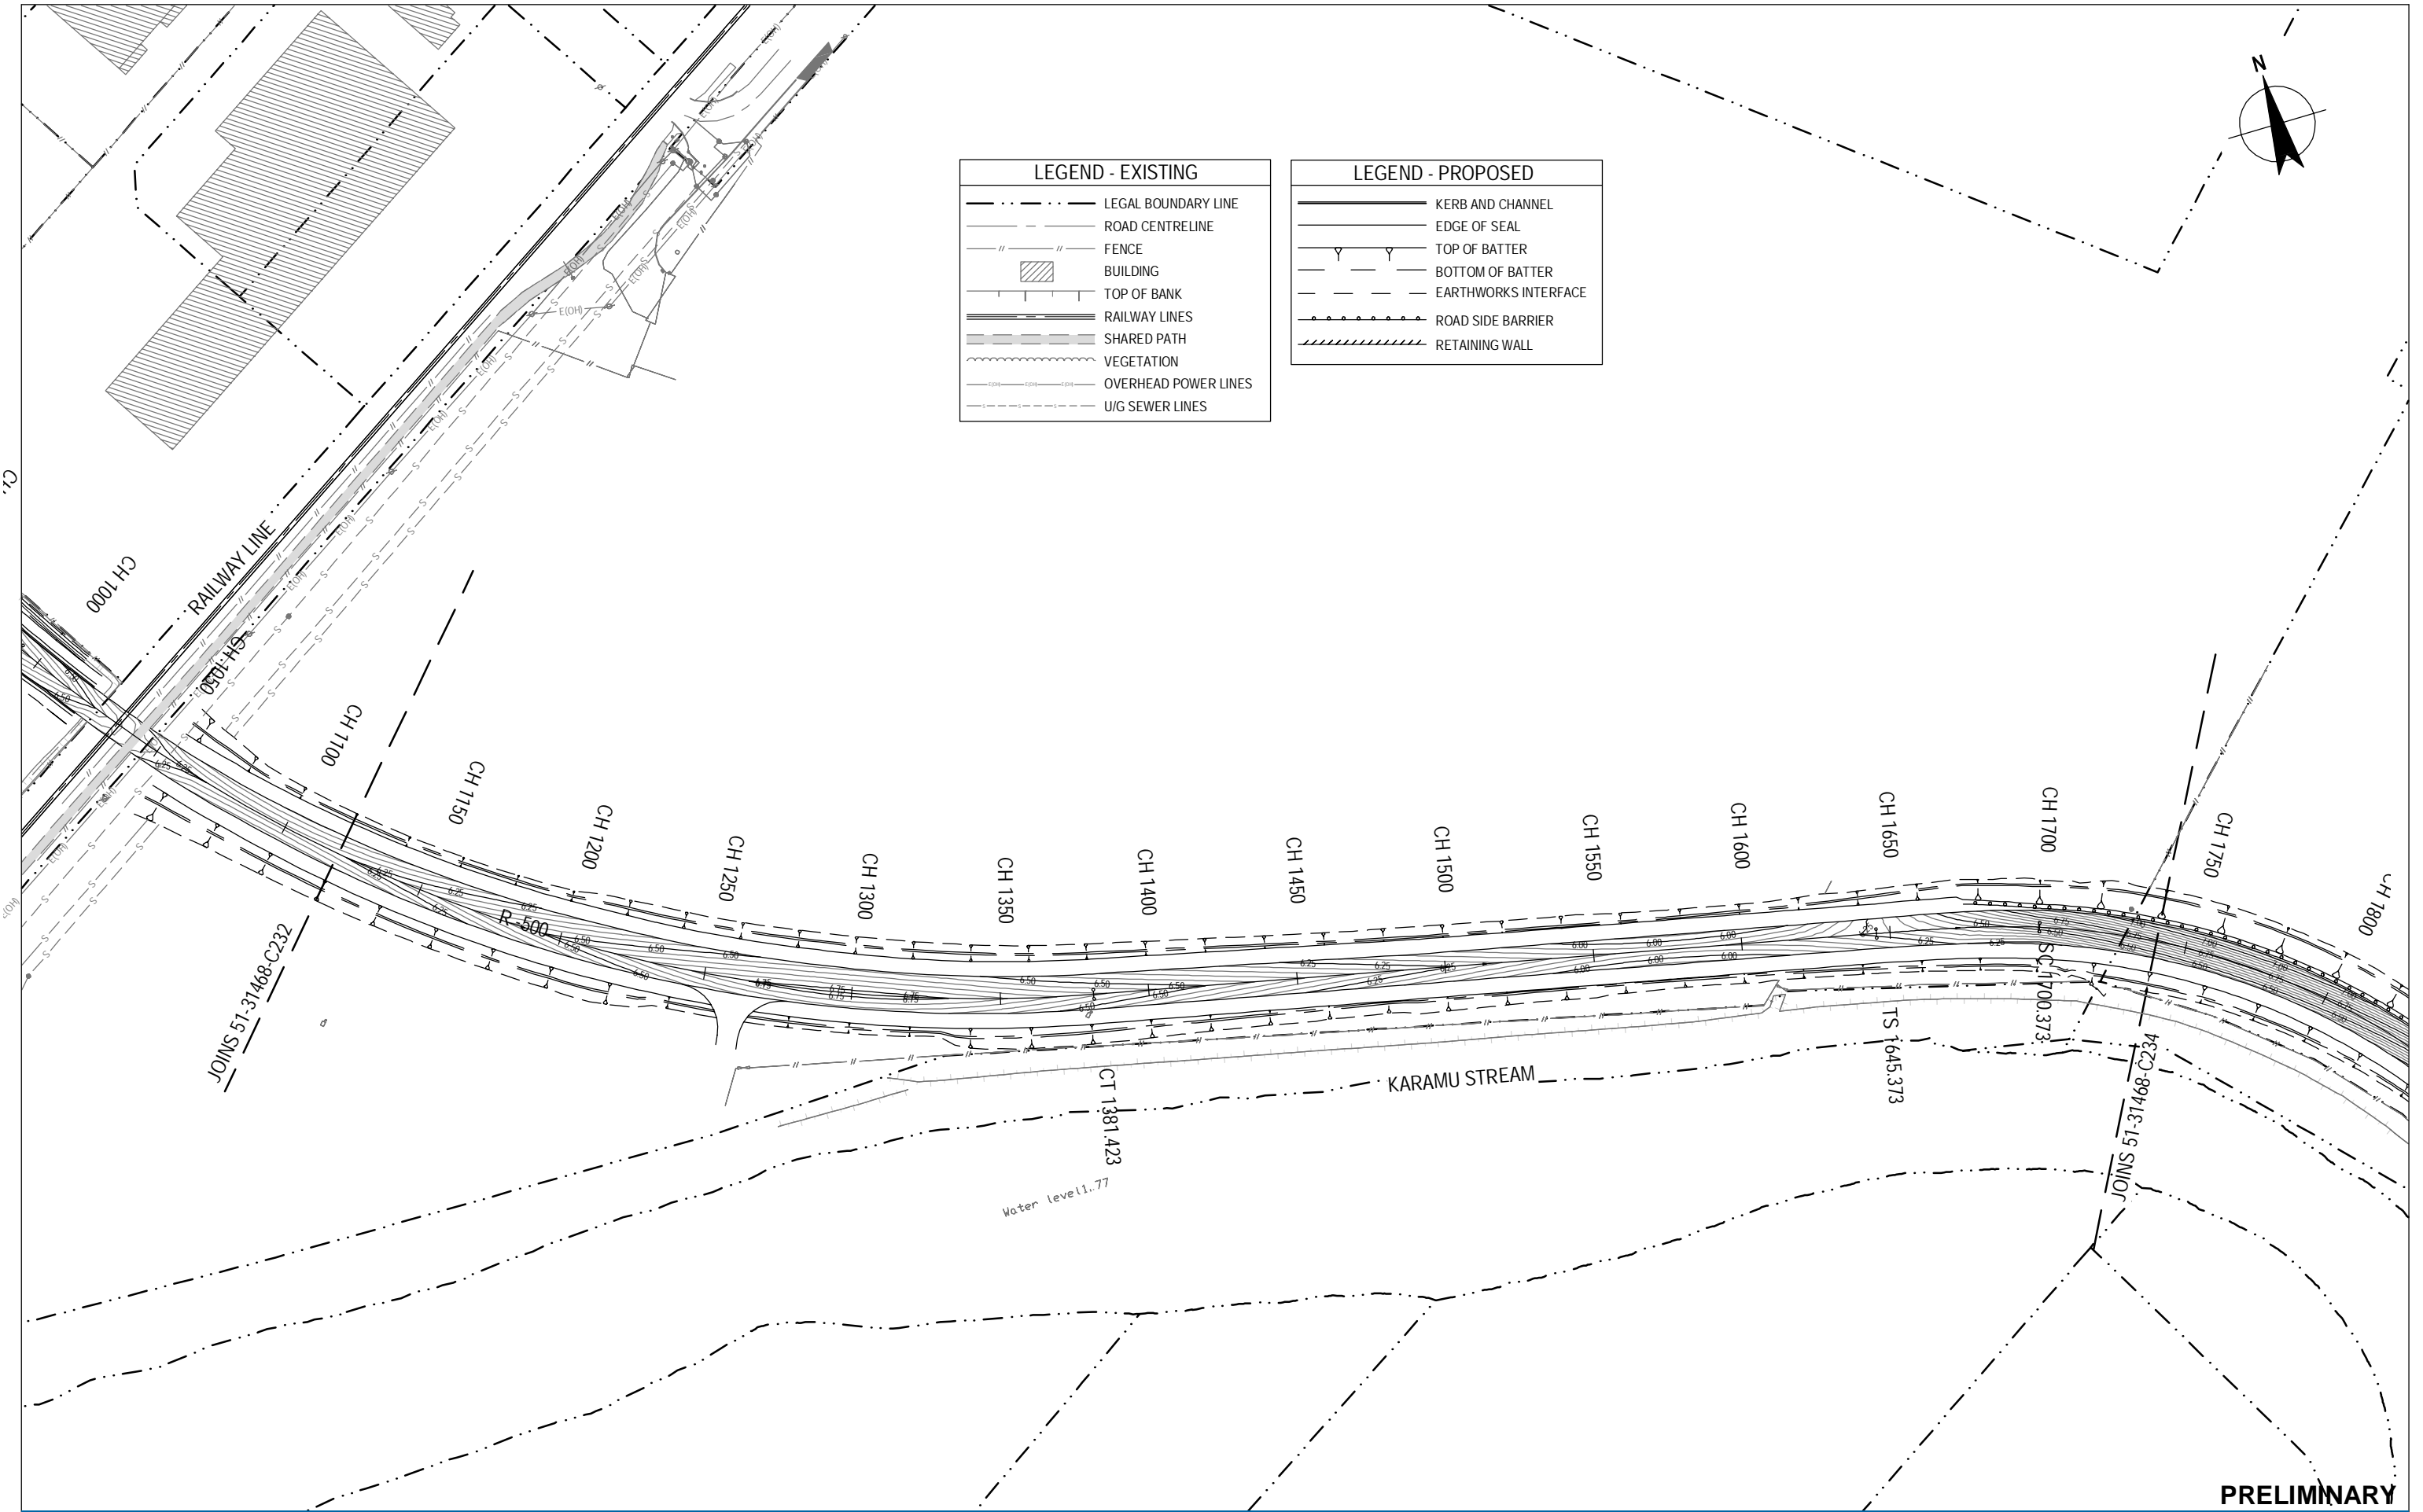 N
LEGEND - EXISTING
LEGAL BOUNDARY LINE
ROAD CENTRELINE
FENCE
BUILDING
TOP OF BANK
RAILWAY LINES
SHARED PATH
VEGETATION
OVERHEAD POWER LINES
U/G SEWER LINES
LEGEND - PROPOSED
KERB AND CHANNEL
EDGE OF SEAL
TOP OF BATTER
BOTTOM OF BATTER
EARTHWORKS INTERFACE
ROAD SIDE BARRIER
RETAINING WALL
E(OH)
RAILWAY LINE
CH 1000
CH 1050
CH 1100
CH 1150
CH 1200
CH 1250
CH 1300
CH 1350
CH 1400
CH 1450
CH 1500
CH 1550
CH 1600
CH 1650
CH 1700
CH 1750
CH 1800
R -500
JOINS 51-31468-C232
CT 1381.423
TS 1645.373
SC 1700.373
JOINS 51-31468-C234
KARAMU STREAM
Water level1.77
PRELIMINARY